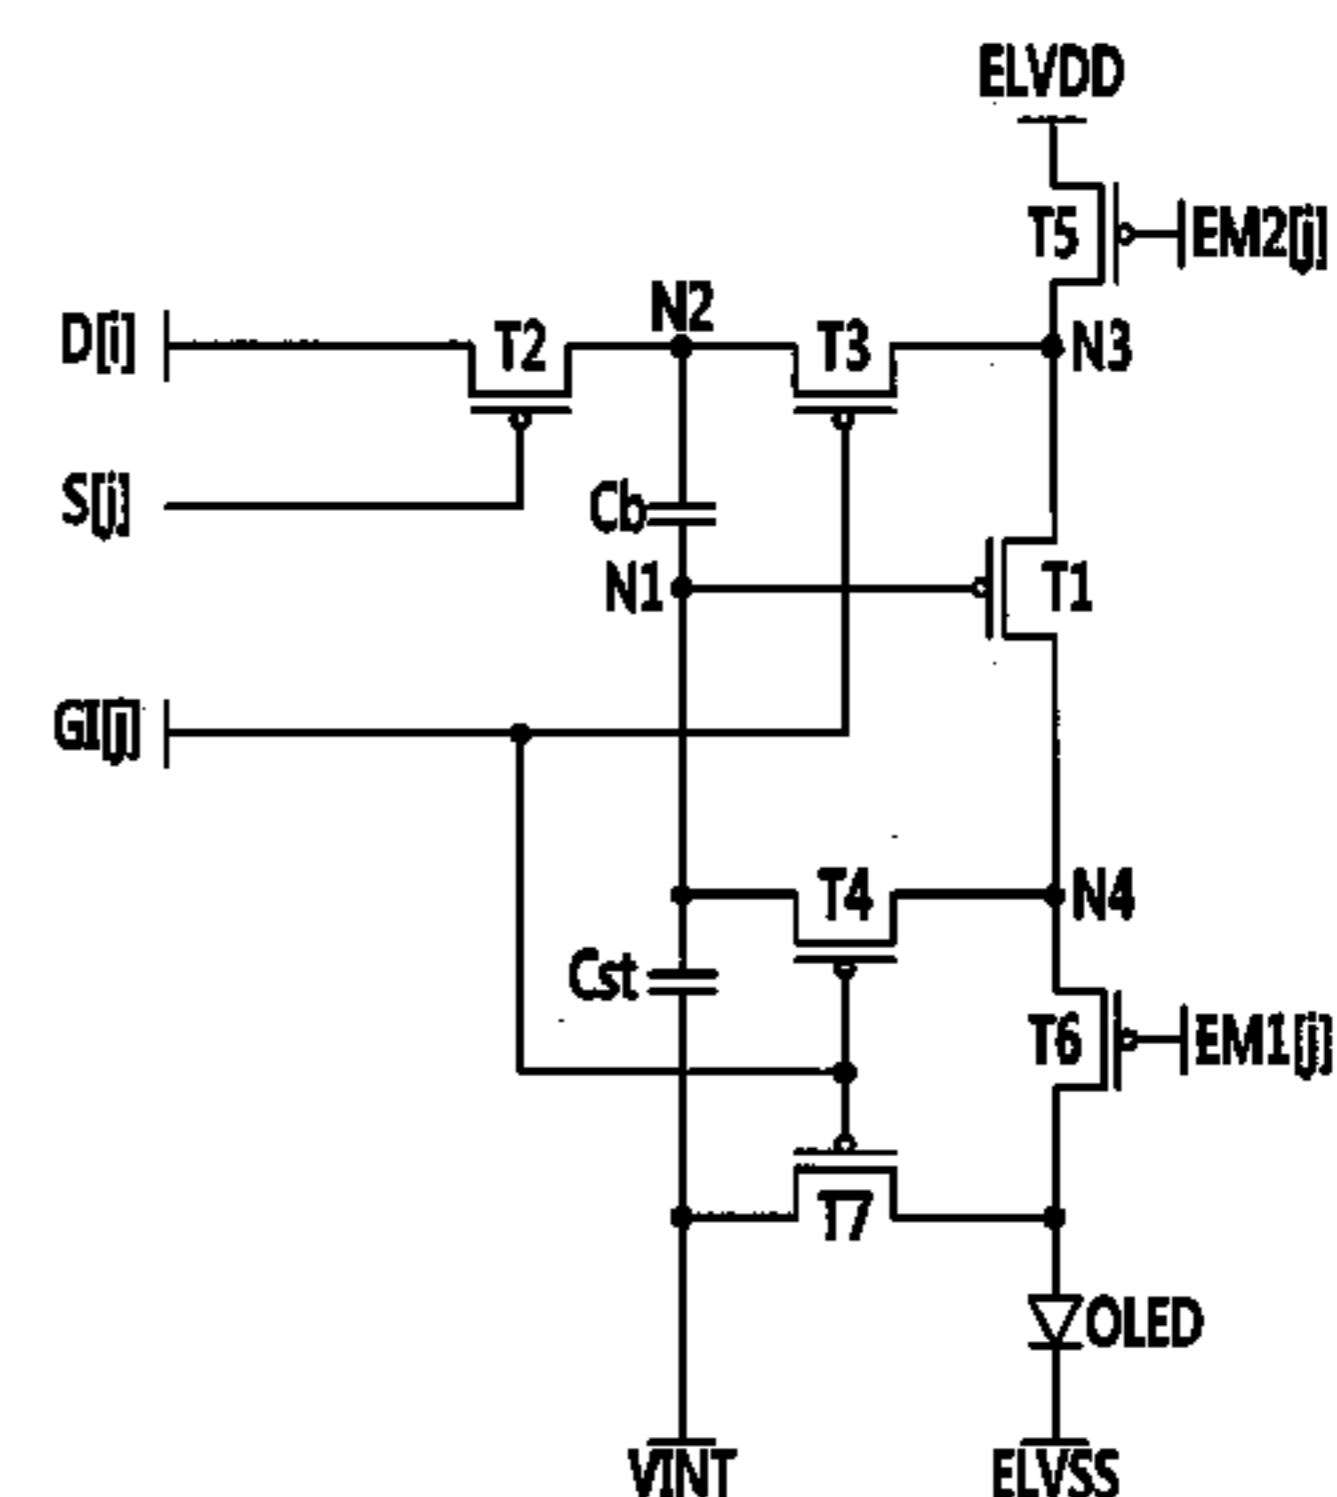 ELVDD
T5
EM2[j]
D[i]
T2
N2
T3
N3
S[j]
Cb
N1
T1
GI[j]
T4
N4
Cst
T6
EM1[j]
T7
OLED
VINT
ELVSS